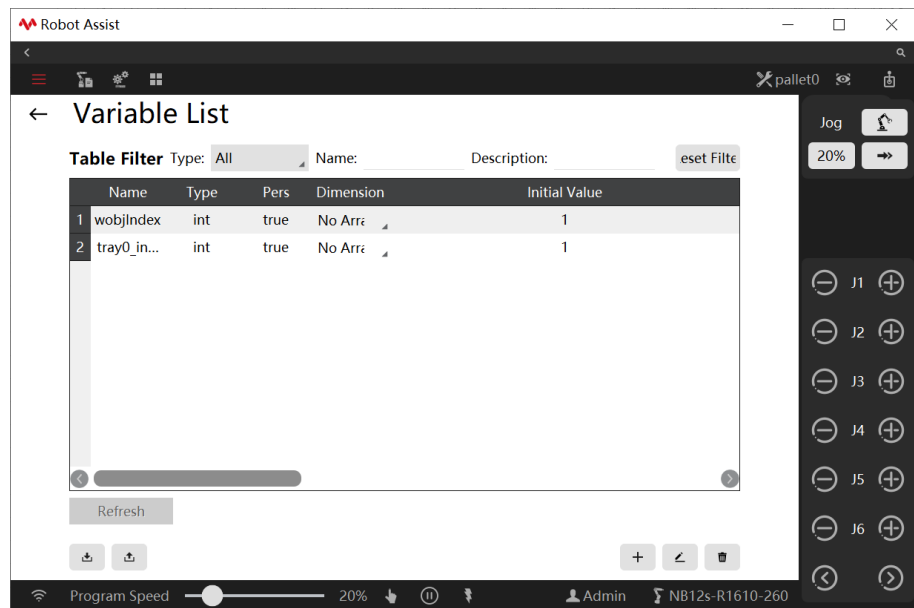 Robot Assist
pallet0
Variable List
Table Filter Type: All Name: Description: eset Filte
Name Type Pers Dimension Initial Value
1 wobjIndex int true No Arra 1
2 tray0_in... int true No Arra 1
Refresh
Jog
20%
J1
J2
J3
J4
J5
J6
Program Speed 20% Admin NB12s-R1610-260